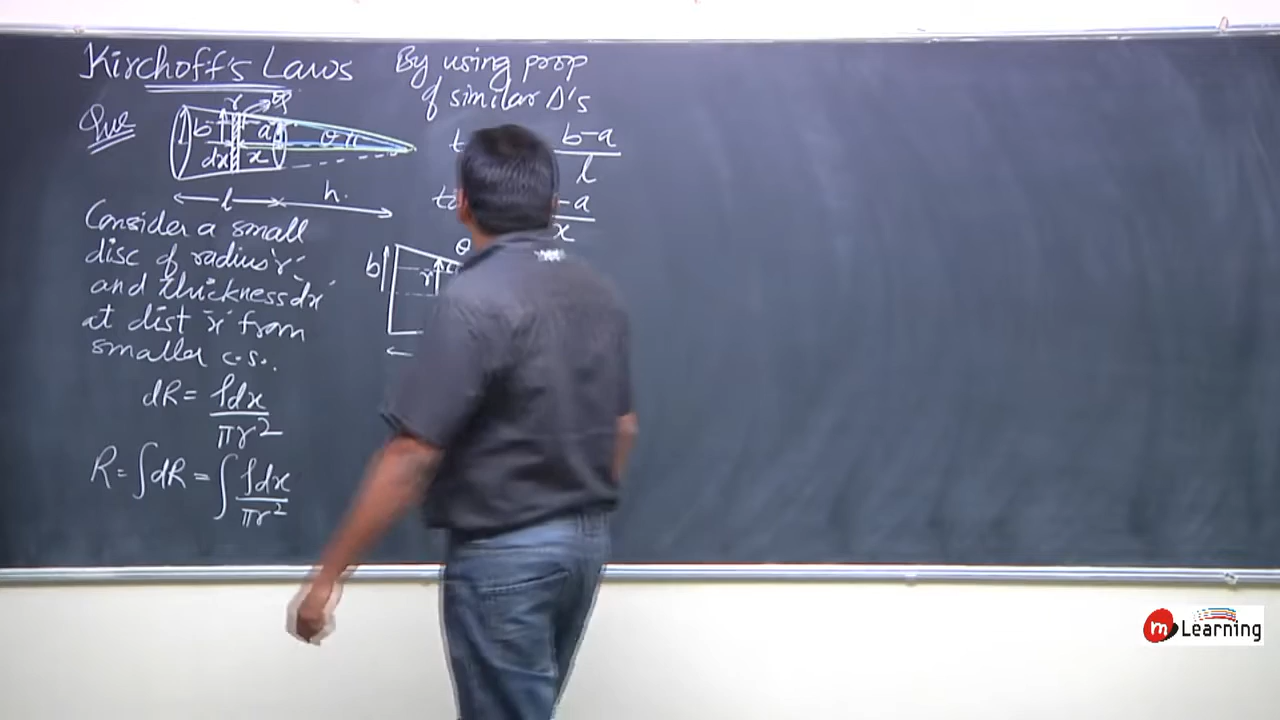 Kirchoff's Laws
Que
r
b
a
θ
dx
x
l
h
Consider a small
disc of radius 'r'
and thickness 'dx'
at dist 'x' from
smaller c.s..
dR = ρdx / πr²
R = ∫dR = ∫ ρdx / πr²
By using prop
of similar Δ's
b-a / l
-a / x
θ
b
r
m Learning